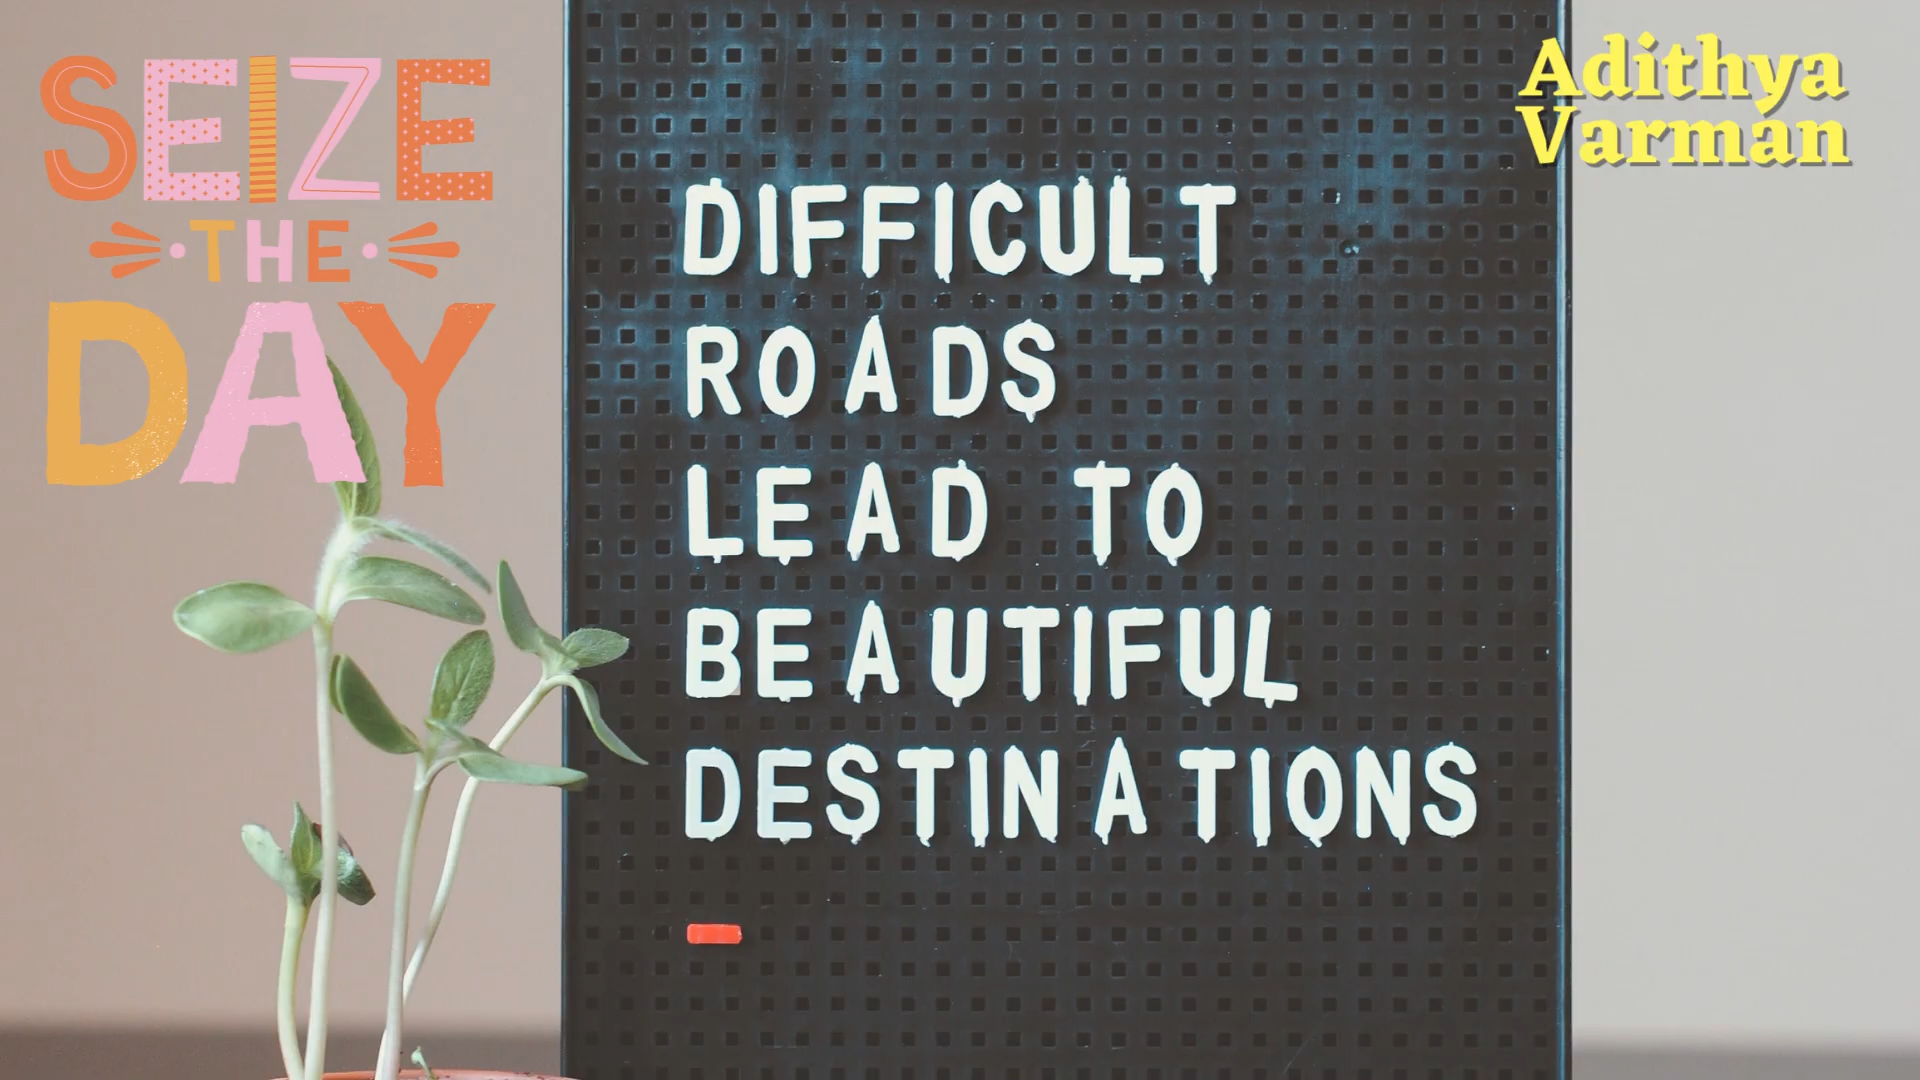 SEIZE
THE
DAY
Adithya
Varman
DIFFICULT
ROADS
LEAD TO
BEAUTIFUL
DESTINATIONS